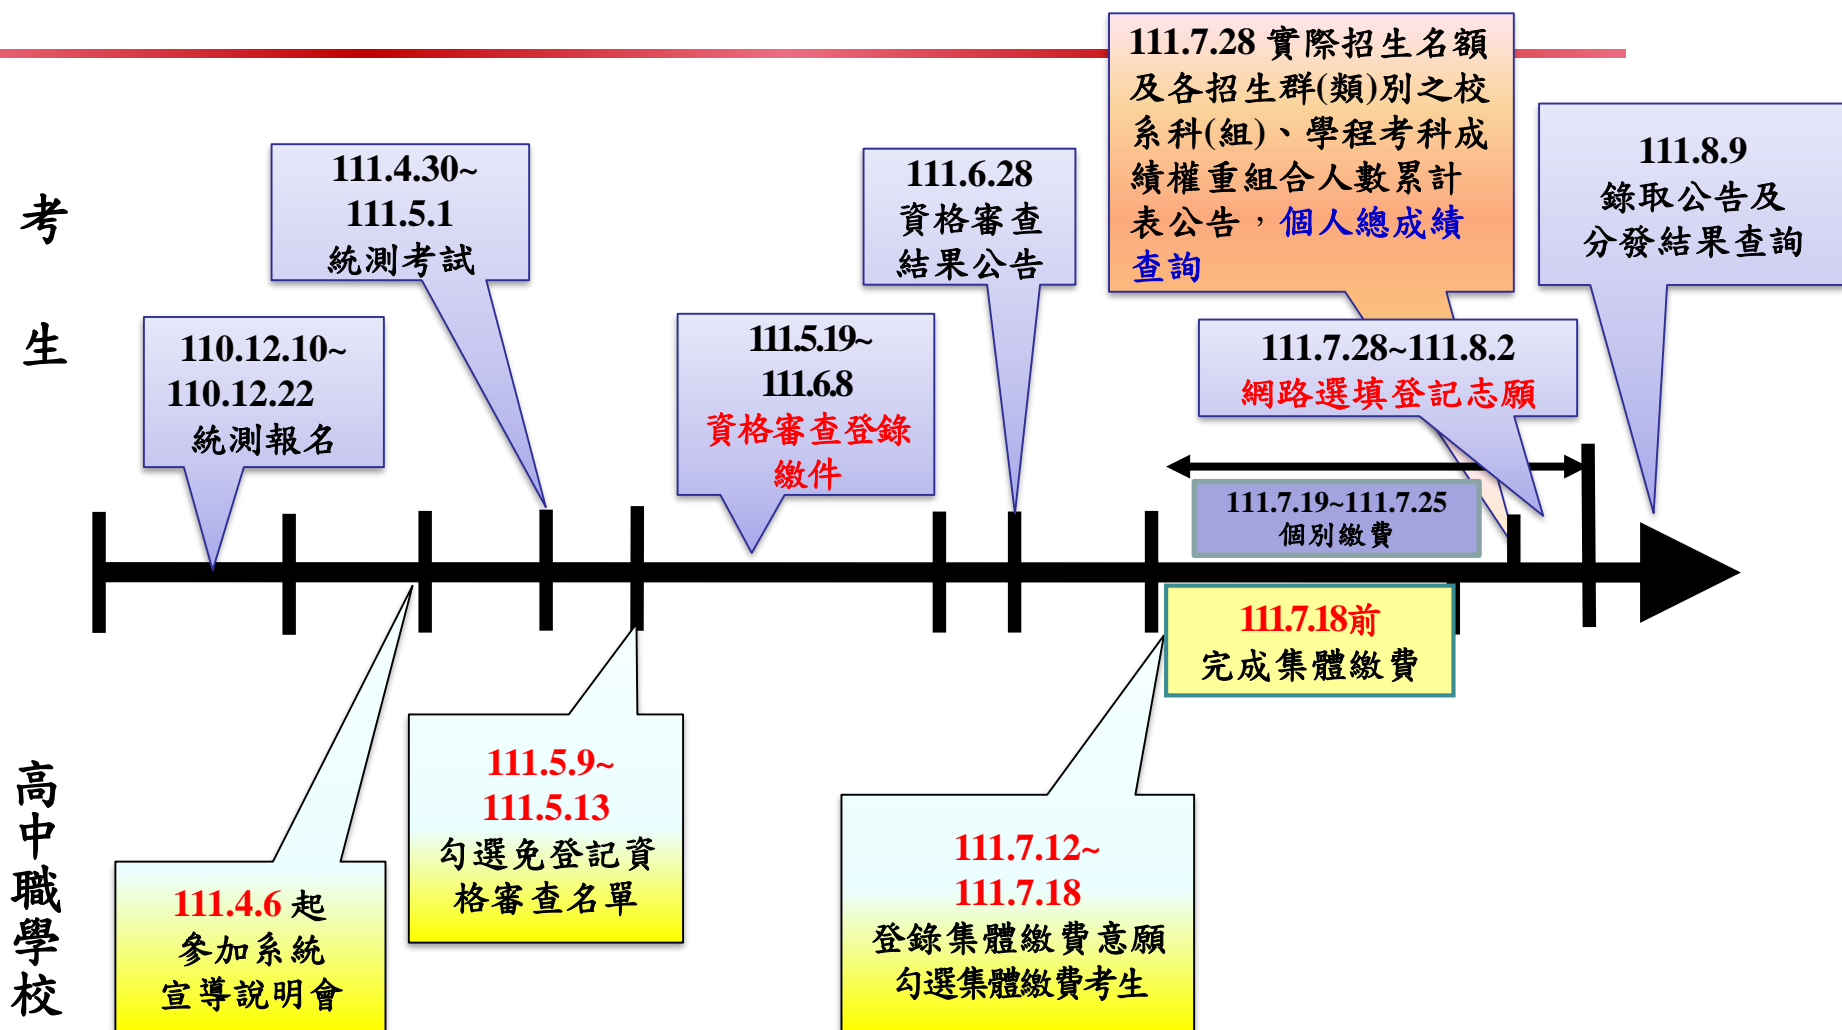 考
生
110.12.10~
110.12.22
統測報名
111.4.30~
111.5.1
統測考試
111.5.19~
111.6.8
資格審查登錄
繳件
111.6.28
資格審查
結果公告
111.7.28 實際招生名額
及各招生群(類)別之校
系科(組)、學程考科成
績權重組合人數累計
表公告，個人總成績
查詢
111.7.28~111.8.2
網路選填登記志願
111.8.9
錄取公告及
分發結果查詢
111.7.19~111.7.25
個別繳費
111.7.18前
完成集體繳費
高
中
職
學
校
111.4.6 起
參加系統
宣導說明會
111.5.9~
111.5.13
勾選免登記資
格審查名單
111.7.12~
111.7.18
登錄集體繳費意願
勾選集體繳費考生